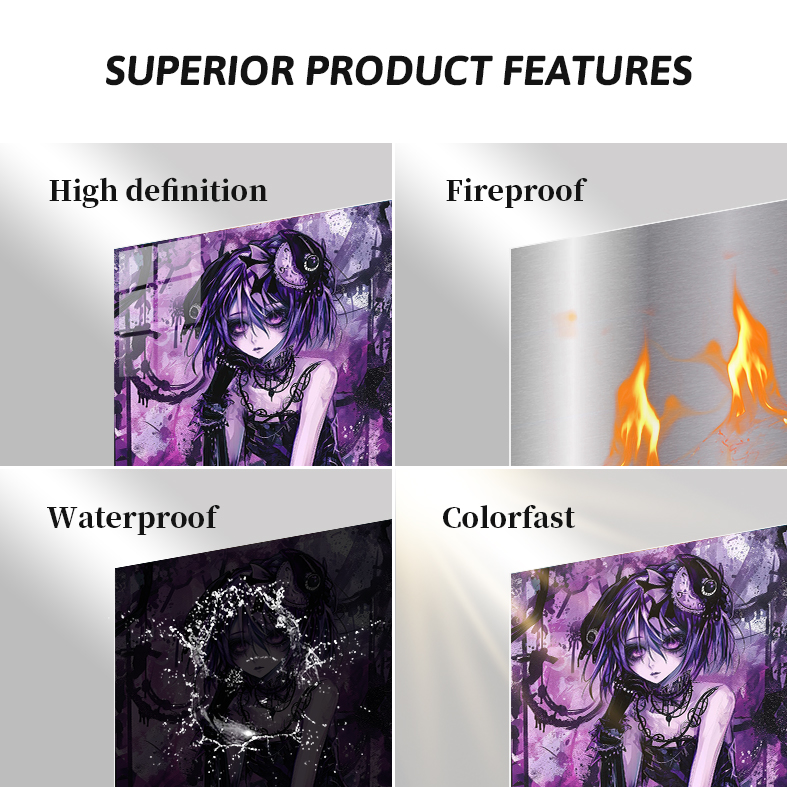 SUPERIOR PRODUCT FEATURES
High definition
Fireproof
Waterproof
Colorfast